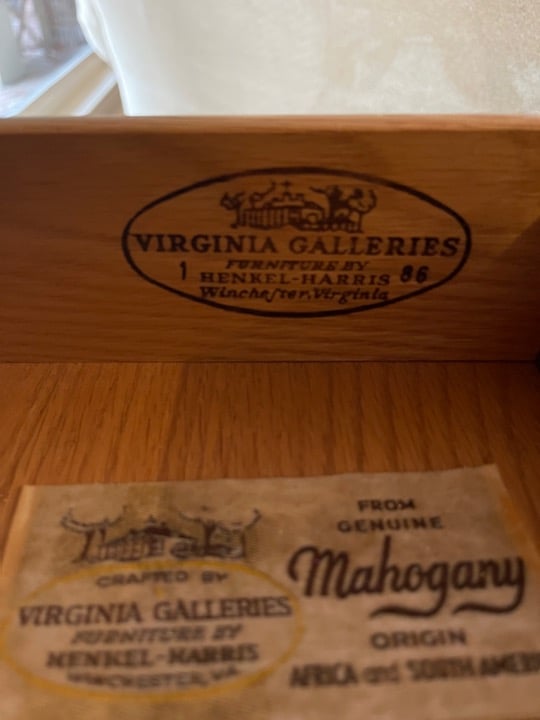 VIRGINIA GALLERIES
FURNITURE BY
1 HENKEL-HARRIS 86
Winchester, Virginia
CRAFTED BY
VIRGINIA GALLERIES
FURNITURE BY
HENKEL-HARRIS
WINCHESTER, VA.
FROM
GENUINE
Mahogany
ORIGIN
AFRICA and SOUTH AMERI